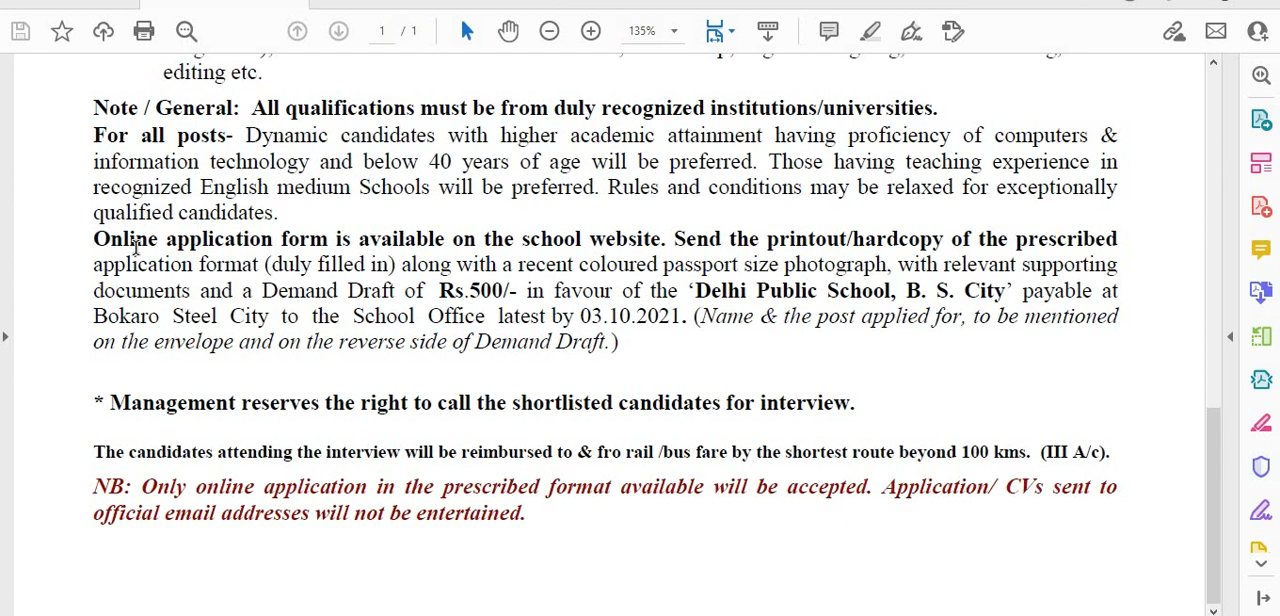 1 / 1
135%
editing etc.
Note / General: All qualifications must be from duly recognized institutions/universities.
For all posts- Dynamic candidates with higher academic attainment having proficiency of computers &
information technology and below 40 years of age will be preferred. Those having teaching experience in
recognized English medium Schools will be preferred. Rules and conditions may be relaxed for exceptionally
qualified candidates.
Online application form is available on the school website. Send the printout/hardcopy of the prescribed
application format (duly filled in) along with a recent coloured passport size photograph, with relevant supporting
documents and a Demand Draft of Rs.500/- in favour of the ‘Delhi Public School, B. S. City’ payable at
Bokaro Steel City to the School Office latest by 03.10.2021. (Name & the post applied for, to be mentioned
on the envelope and on the reverse side of Demand Draft.)
* Management reserves the right to call the shortlisted candidates for interview.
The candidates attending the interview will be reimbursed to & fro rail /bus fare by the shortest route beyond 100 kms. (III A/c).
NB: Only online application in the prescribed format available will be accepted. Application/ CVs sent to
official email addresses will not be entertained.